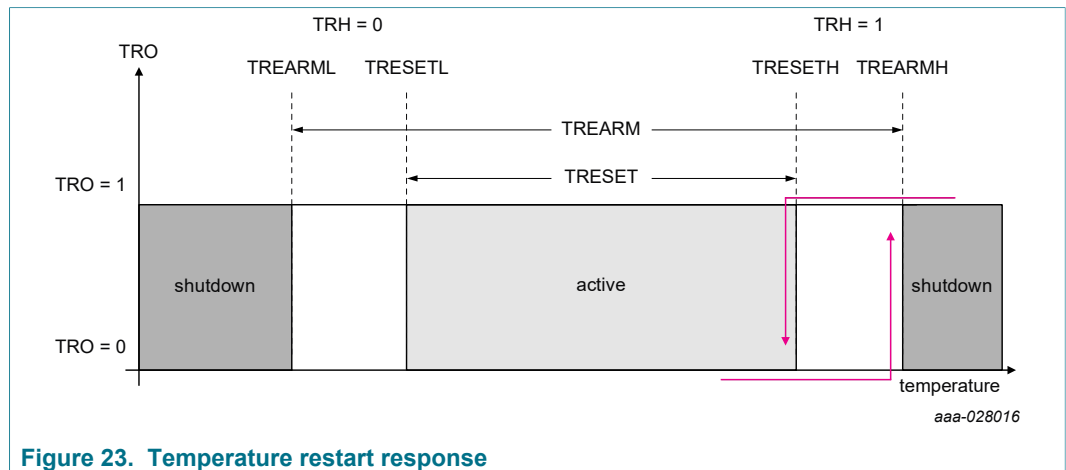 TRH = 0 TRH = 1
TRO
TREARML TRESETL TRESETH TREARMH
TREARM
TRESET
TRO = 1
shutdown active shutdown
TRO = 0
temperature
aaa-028016
Figure 23. Temperature restart response